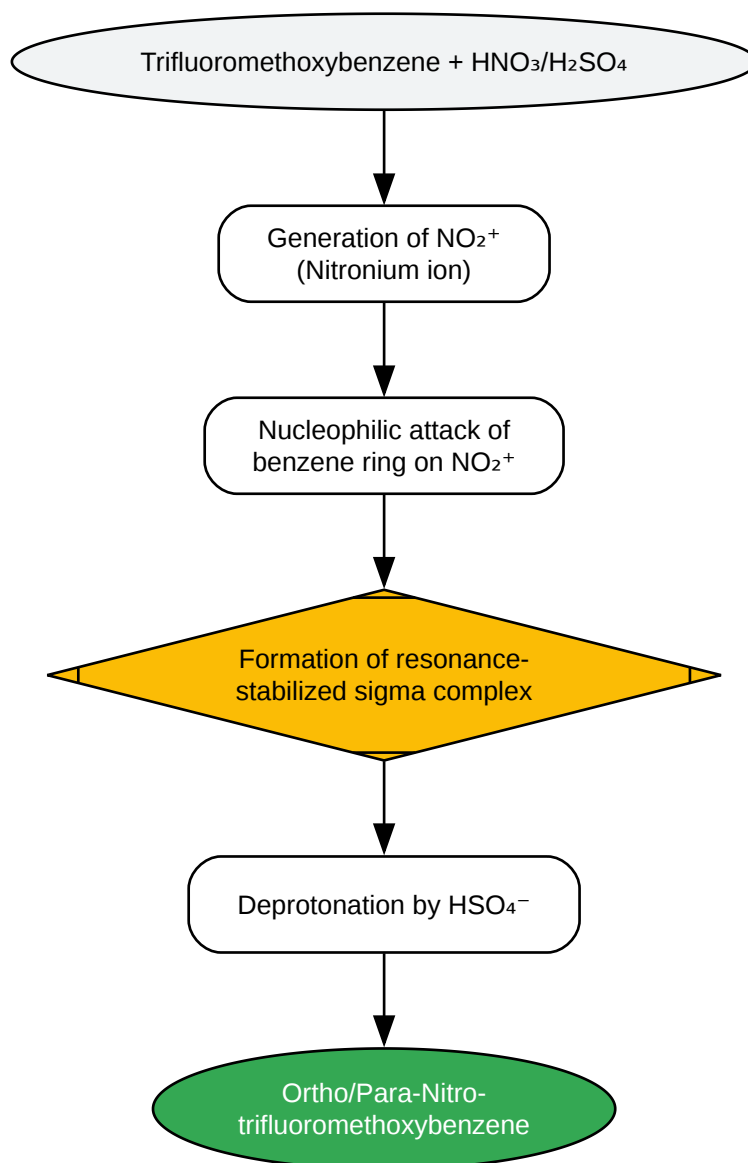 Trifluoromethoxybenzene + HNO₃/H₂SO₄
Generation of NO₂⁺
(Nitronium ion)
Nucleophilic attack of
benzene ring on NO₂⁺
Formation of resonance-
stabilized sigma complex
Deprotonation by HSO₄⁻
Ortho/Para-Nitro-
trifluoromethoxybenzene